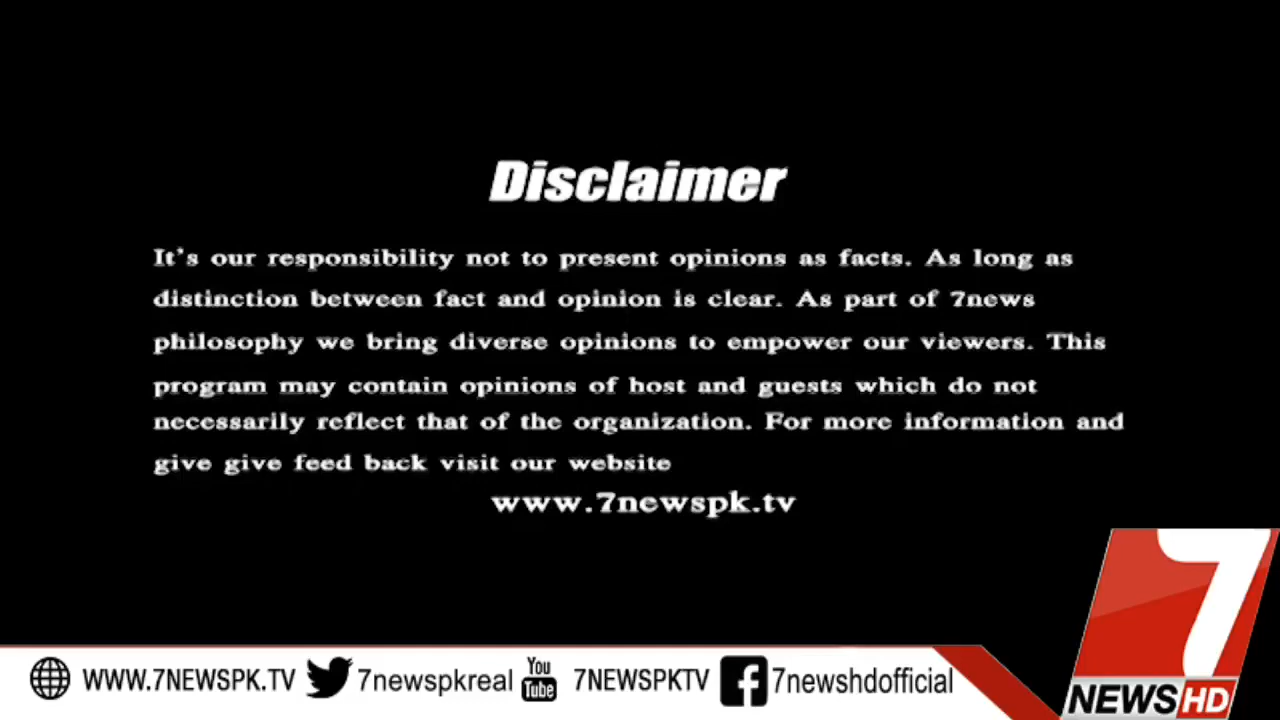 Disclaimer
It's our responsibility not to present opinions as facts. As long as
distinction between fact and opinion is clear. As part of 7news
philosophy we bring diverse opinions to empower our viewers. This
program may contain opinions of host and guests which do not
necessarily reflect that of the organization. For more information and
give give feed back visit our website
www.7newspk.tv
7
NEWS HD
WWW.7NEWSPK.TV 7newspkreal You Tube 7NEWSPKTV f 7newshdofficial